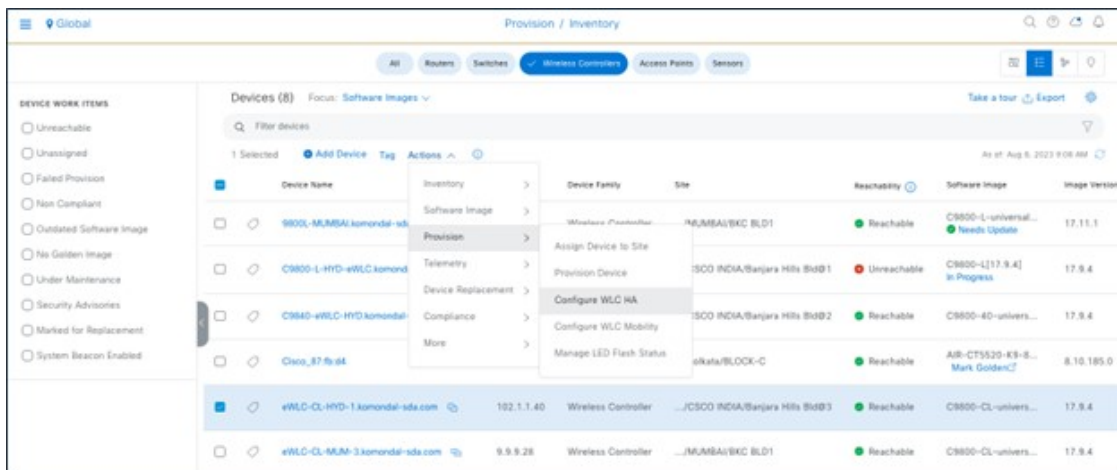 Global
Provision / Inventory
All Routers Switches Wireless Controllers Access Points Sensors
DEVICE WORK ITEMS
Unreachable
Unassigned
Failed Provision
Non Compliant
Outdated Software Image
No Golden Image
Under Maintenance
Security Advisories
Marked for Replacement
System Beacon Enabled
Devices (8) Focus: Software Images
Take a tour Export
Filter devices
1 Selected Add Device Tag Actions
As of: Aug 8, 2023 9:08 AM
Device Name Device Family Site Reachability Software Image Image Version
Inventory
Software Image
Provision
Telemetry
Device Replacement
Compliance
More
Assign Device to Site
Provision Device
Configure WLC HA
Configure WLC Mobility
Manage LED Flash Status
9800L-MUMBAI.komondal-sda Wireless Controller .../MUMBAI/BKC BLD1 Reachable C9800-L-universal... 17.11.1
Needs Update
C9800-L-HYD-eWLC.komond /CSCO INDIA/Banjara Hills Bld@1 Unreachable C9800-L[17.9.4] 17.9.4
In Progress
C9840-eWLC-HYD.komondal- /CSCO INDIA/Banjara Hills Bld@2 Reachable C9800-40-univers... 17.9.4
Cisco_87:fb:d4 olkata/BLOCK-C Reachable AIR-CT5520-K9-8... 8.10.185.0
Mark Golden
eWLC-CL-HYD-1.komondal-sda.com 102.1.1.40 Wireless Controller .../CSCO INDIA/Banjara Hills Bld@3 Reachable C9800-CL-univers... 17.9.4
eWLC-CL-MUM-3.komondal-sda.com 9.9.9.28 Wireless Controller .../MUMBAI/BKC BLD1 Reachable C9800-CL-univers... 17.9.4